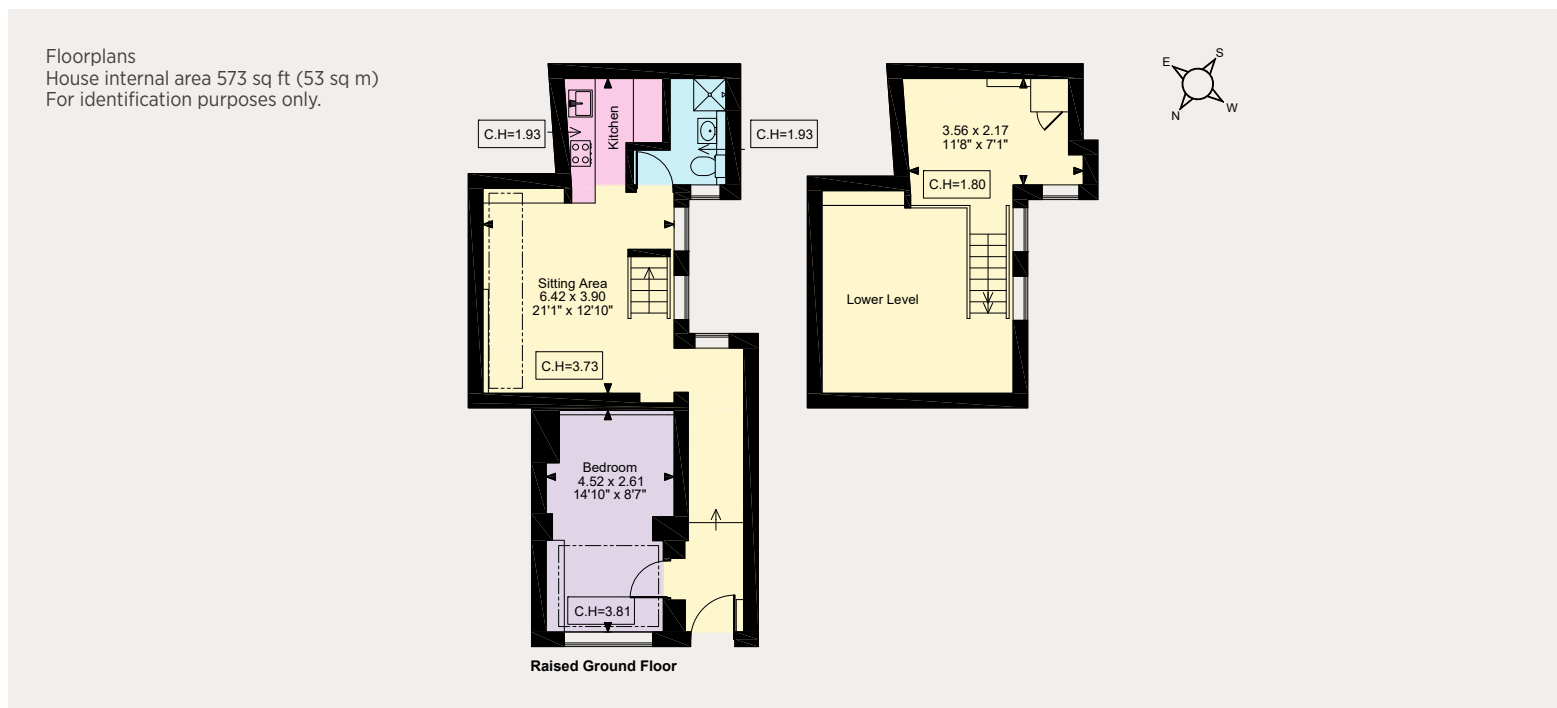 Floorplans
House internal area 573 sq ft (53 sq m)
For identification purposes only.
E
S
N
W
C.H=1.93
Kitchen
C.H=1.93
Sitting Area
6.42 x 3.90
21'1" x 12'10"
C.H=3.73
Bedroom
4.52 x 2.61
14'10" x 8'7"
C.H=3.81
Raised Ground Floor
3.56 x 2.17
11'8" x 7'1"
C.H=1.80
Lower Level